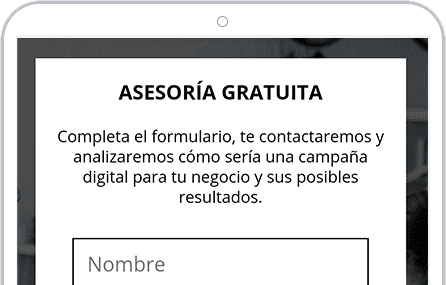 ASESORÍA GRATUITA
Completa el formulario, te contactaremos y
analizaremos cómo sería una campaña
digital para tu negocio y sus posibles
resultados.
Nombre